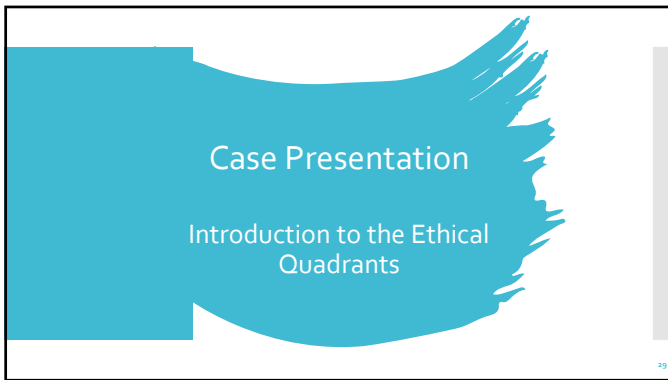 Case Presentation
Introduction to the Ethical
Quadrants
29